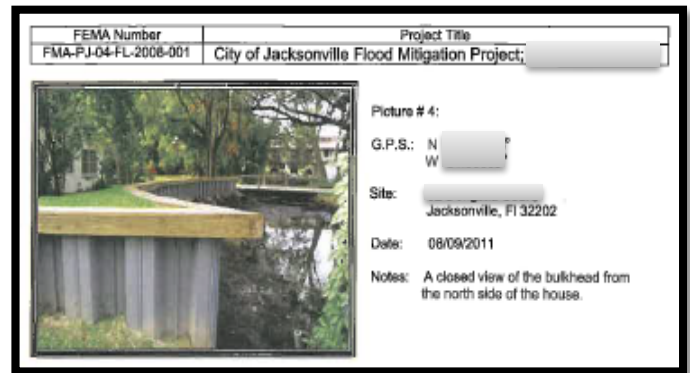 FEMA Number Project Title
FMA-PJ-04-FL-2008-001 City of Jacksonville Flood Mitigation Project;
Picture # 4:
G.P.S.: N
W
Site:
Jacksonville, Fl 32202
Date: 08/09/2011
Notes: A closed view of the bulkhead from
the north side of the house.